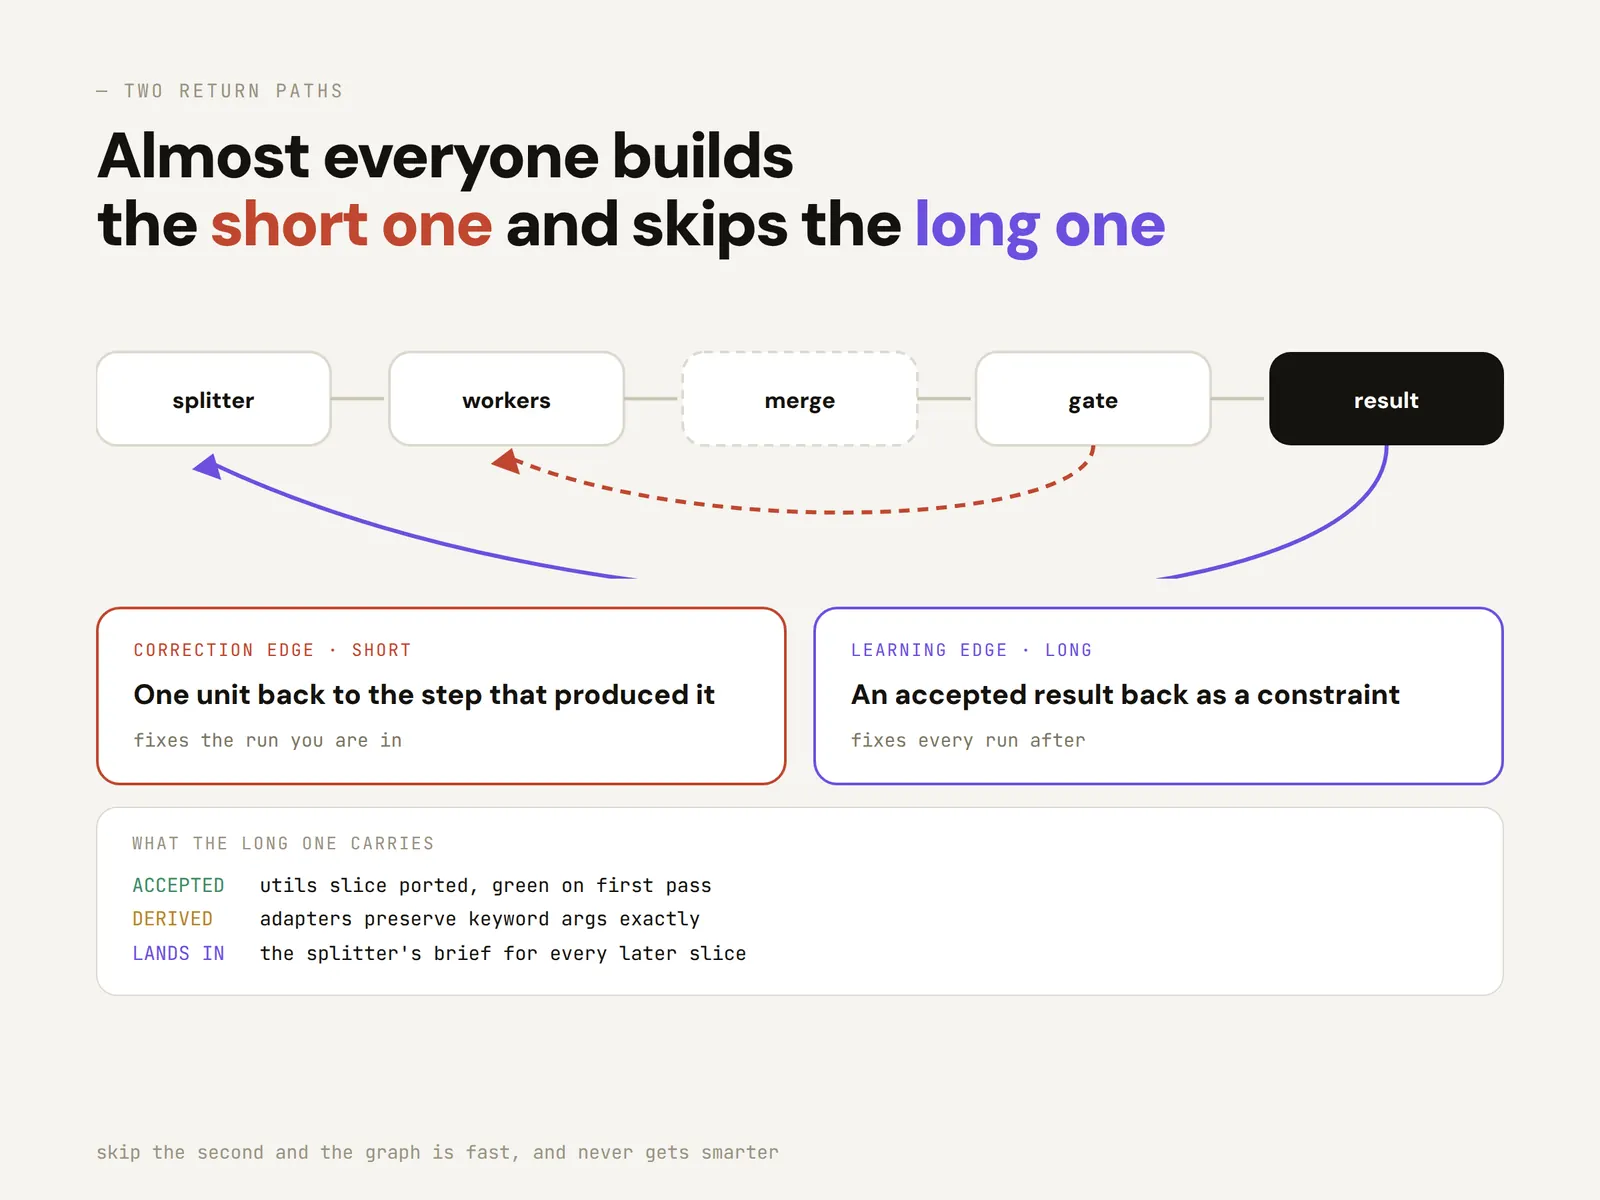 — TWO RETURN PATHS
Almost everyone builds
the short one and skips the long one
splitter
workers
merge
gate
result
CORRECTION EDGE · SHORT
One unit back to the step that produced it
fixes the run you are in
LEARNING EDGE · LONG
An accepted result back as a constraint
fixes every run after
WHAT THE LONG ONE CARRIES
ACCEPTED utils slice ported, green on first pass
DERIVED adapters preserve keyword args exactly
LANDS IN the splitter's brief for every later slice
skip the second and the graph is fast, and never gets smarter